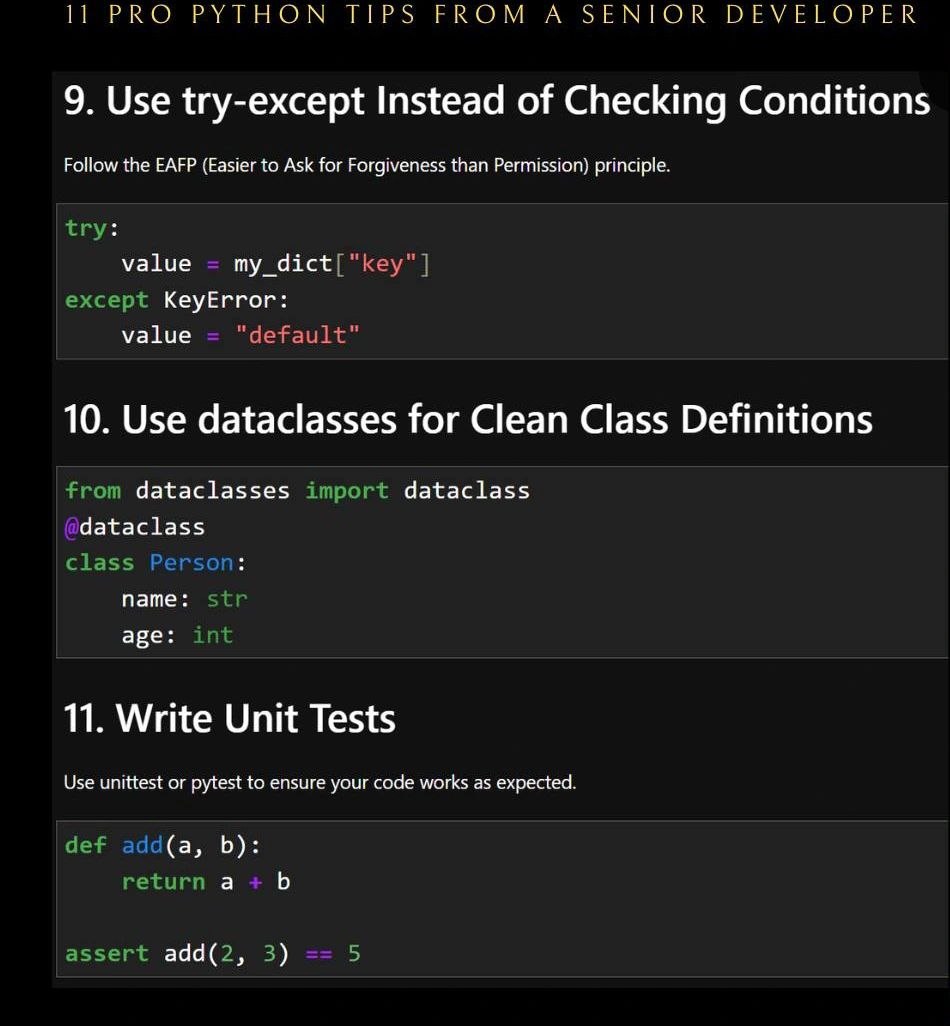 11 PRO PYTHON TIPS FROM A SENIOR DEVELOPER
9. Use try-except Instead of Checking Conditions
Follow the EAFP (Easier to Ask for Forgiveness than Permission) principle.
try:
    value = my_dict["key"]
except KeyError:
    value = "default"
10. Use dataclasses for Clean Class Definitions
from dataclasses import dataclass
@dataclass
class Person:
    name: str
    age: int
11. Write Unit Tests
Use unittest or pytest to ensure your code works as expected.
def add(a, b):
    return a + b
assert add(2, 3) == 5